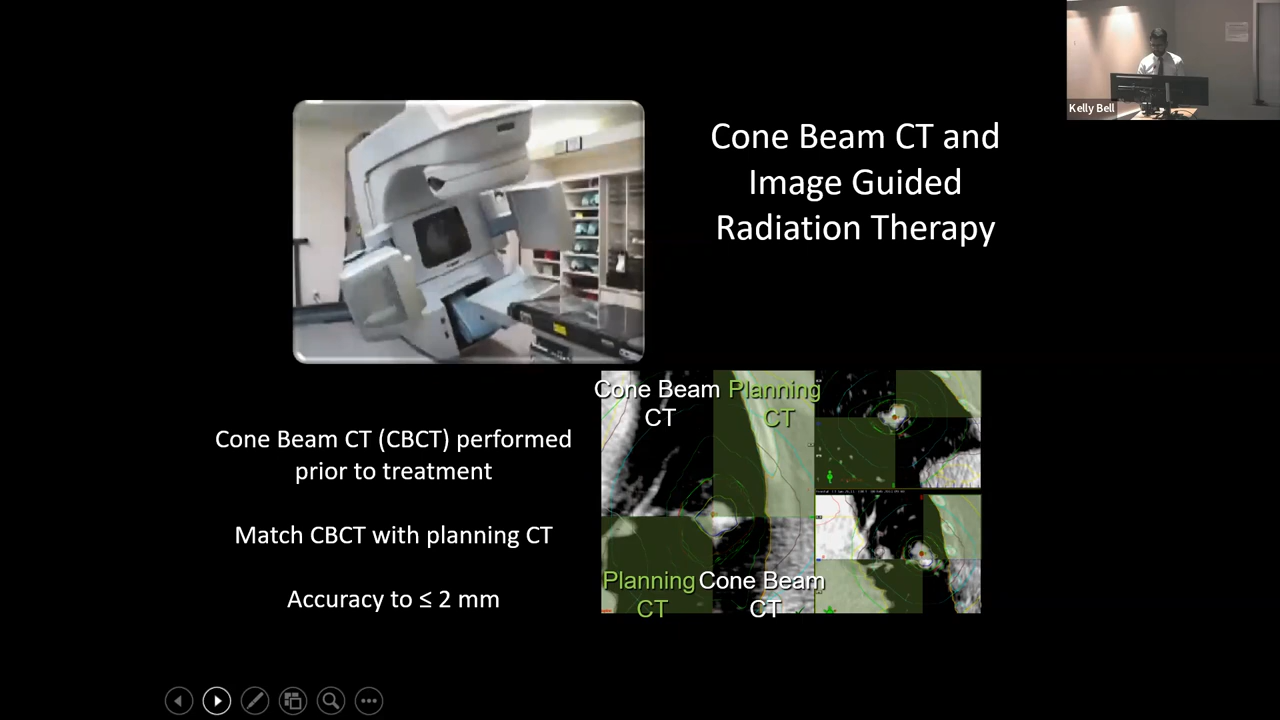 Kelly Bell
Cone Beam CT and
Image Guided
Radiation Therapy
Cone Beam CT (CBCT) performed
prior to treatment
Match CBCT with planning CT
Accuracy to ≤ 2 mm
Cone Beam
CT
Planning
CT
Planning
CT
Cone Beam
CT